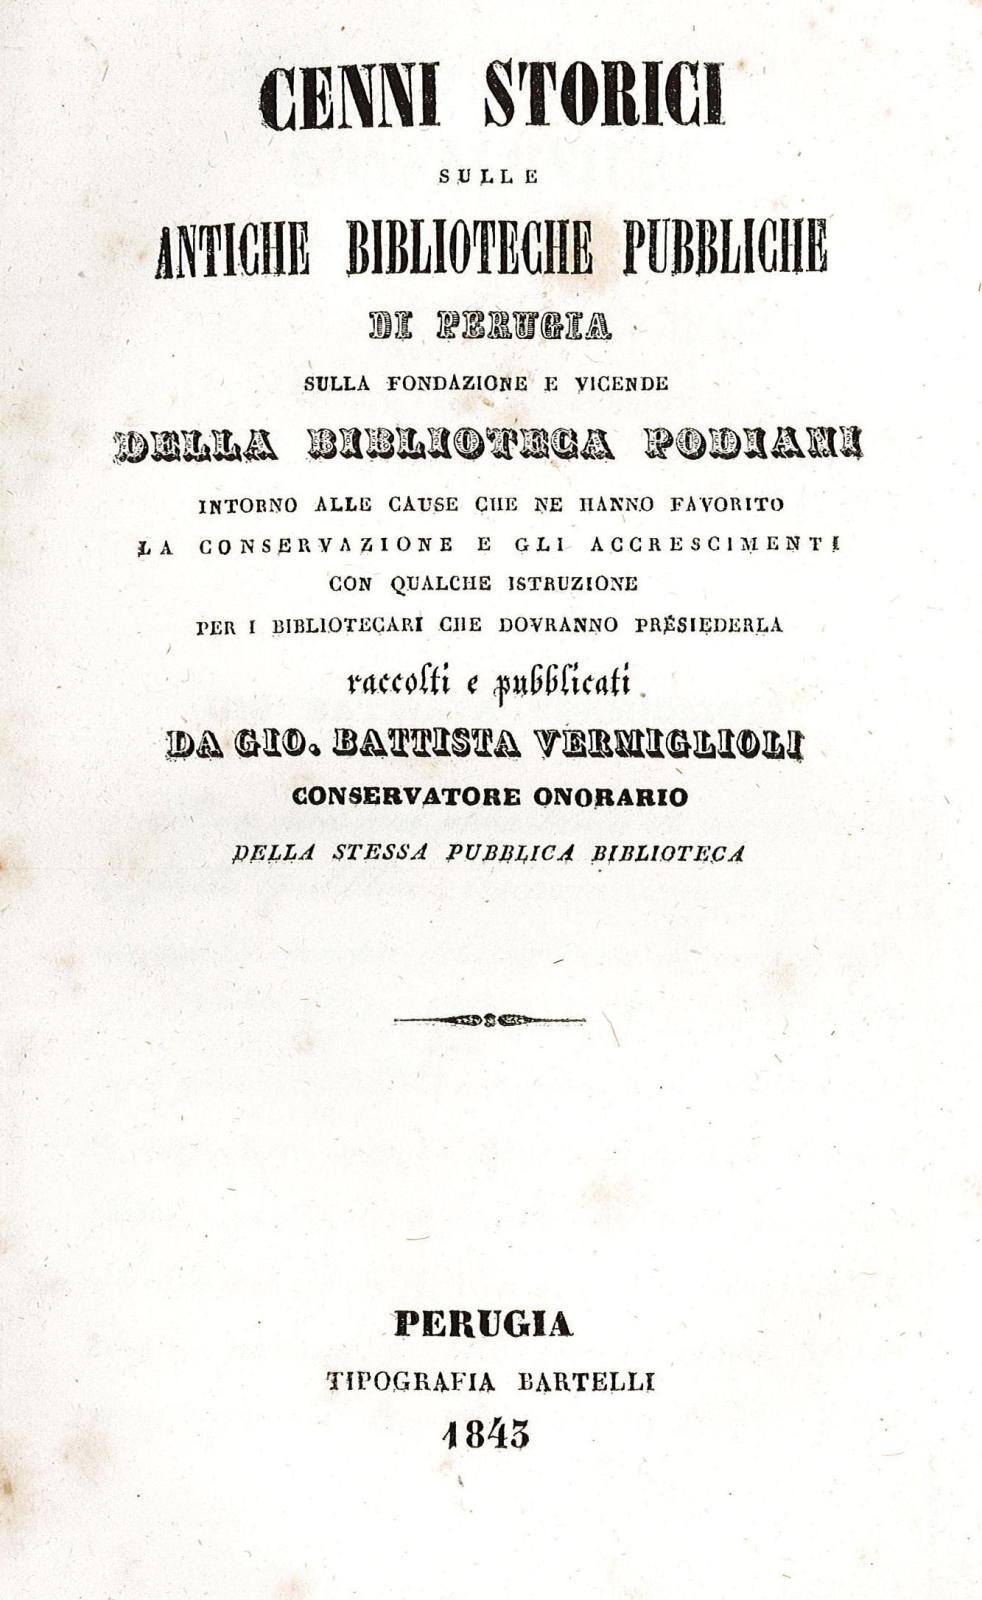 CENNI STORICI
SULLE
ANTICHE BIBLIOTECHE PUBBLICHE
DI PERUGIA
SULLA FONDAZIONE E VICENDE
DELLA BIBLIOTECA PODIANI
INTORNO ALLE CAUSE CHE NE HANNO FAVORITO
LA CONSERVAZIONE E GLI ACCRESCIMENTI
CON QUALCHE ISTRUZIONE
PER I BIBLIOTECARI CHE DOVRANNO PRESIEDERLA
raccolti e pubblicati
DA GIO. BATTISTA VERMIGLIOLI
CONSERVATORE ONORARIO
DELLA STESSA PUBBLICA BIBLIOTECA
PERUGIA
TIPOGRAFIA BARTELLI
1843